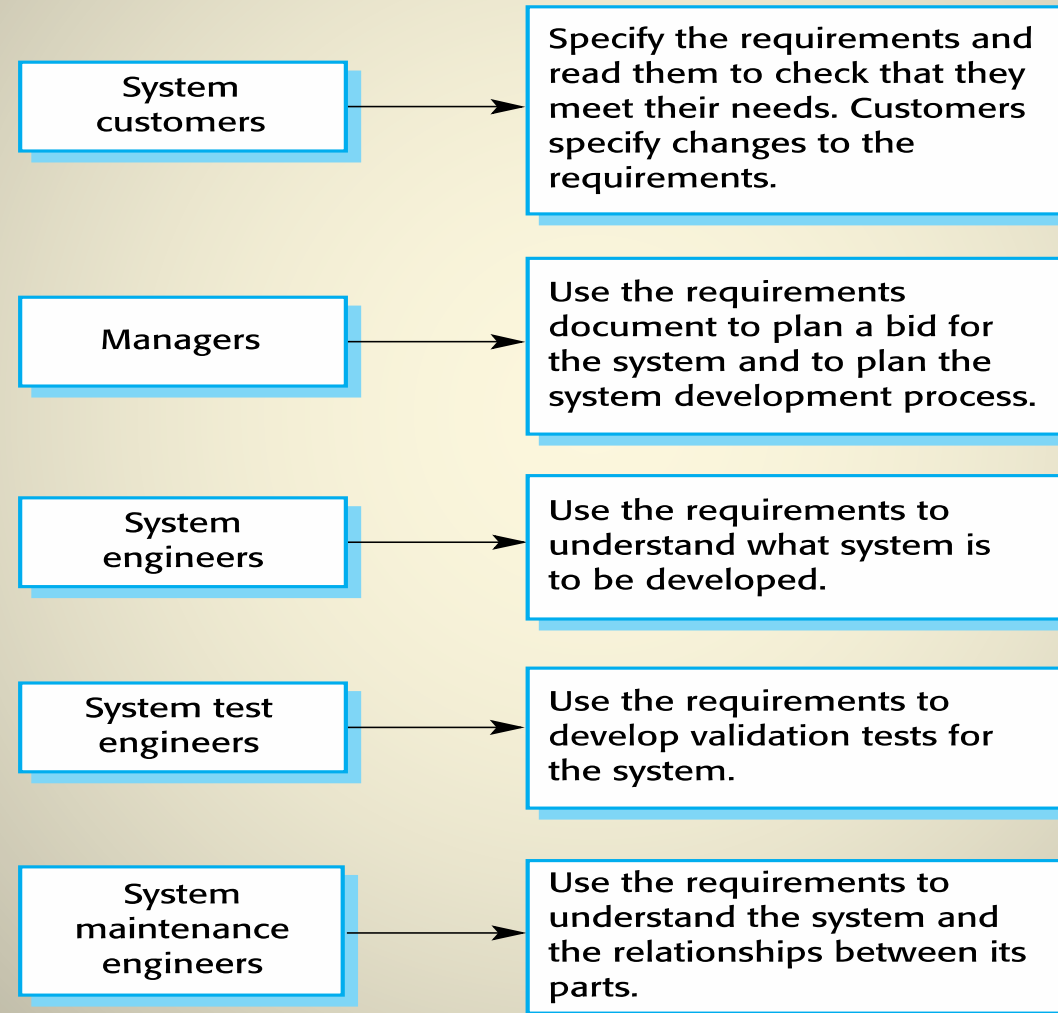 System
customers
Specify the requirements and
read them to check that they
meet their needs. Customers
specify changes to the
requirements.
Managers
Use the requirements
document to plan a bid for
the system and to plan the
system development process.
System
engineers
Use the requirements to
understand what system is
to be developed.
System test
engineers
Use the requirements to
develop validation tests for
the system.
System
maintenance
engineers
Use the requirements to
understand the system and
the relationships between its
parts.